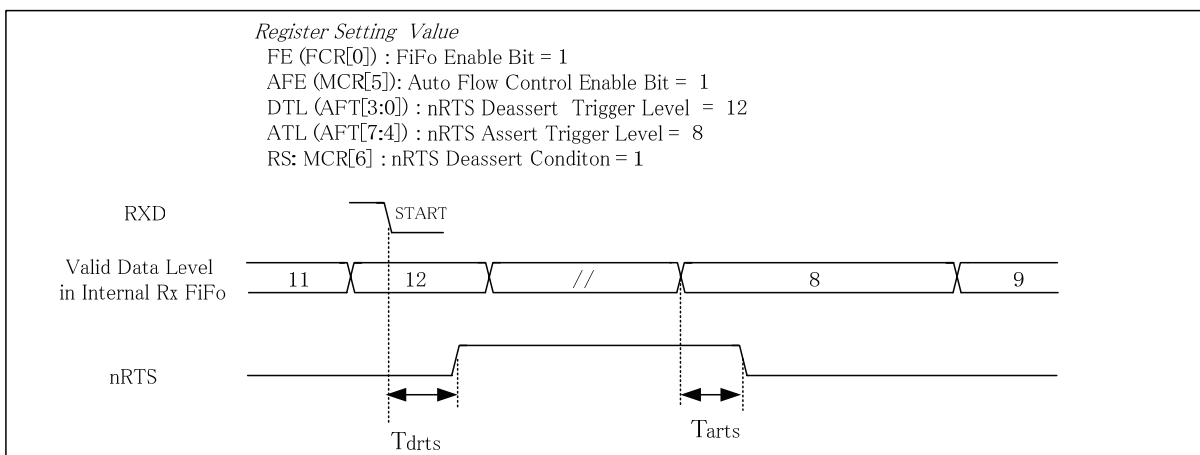 Register Setting Value
FE (FCR[0]) : FiFo Enable Bit = 1
AFE (MCR[5]): Auto Flow Control Enable Bit = 1
DTL (AFT[3:0]) : nRTS Deassert Trigger Level = 12
ATL (AFT[7:4]) : nRTS Assert Trigger Level = 8
RS: MCR[6] : nRTS Deassert Conditon = 1
RXD
START
Valid Data Level
in Internal Rx FiFo
11
12
//
8
9
nRTS
Tdrts
Tarts